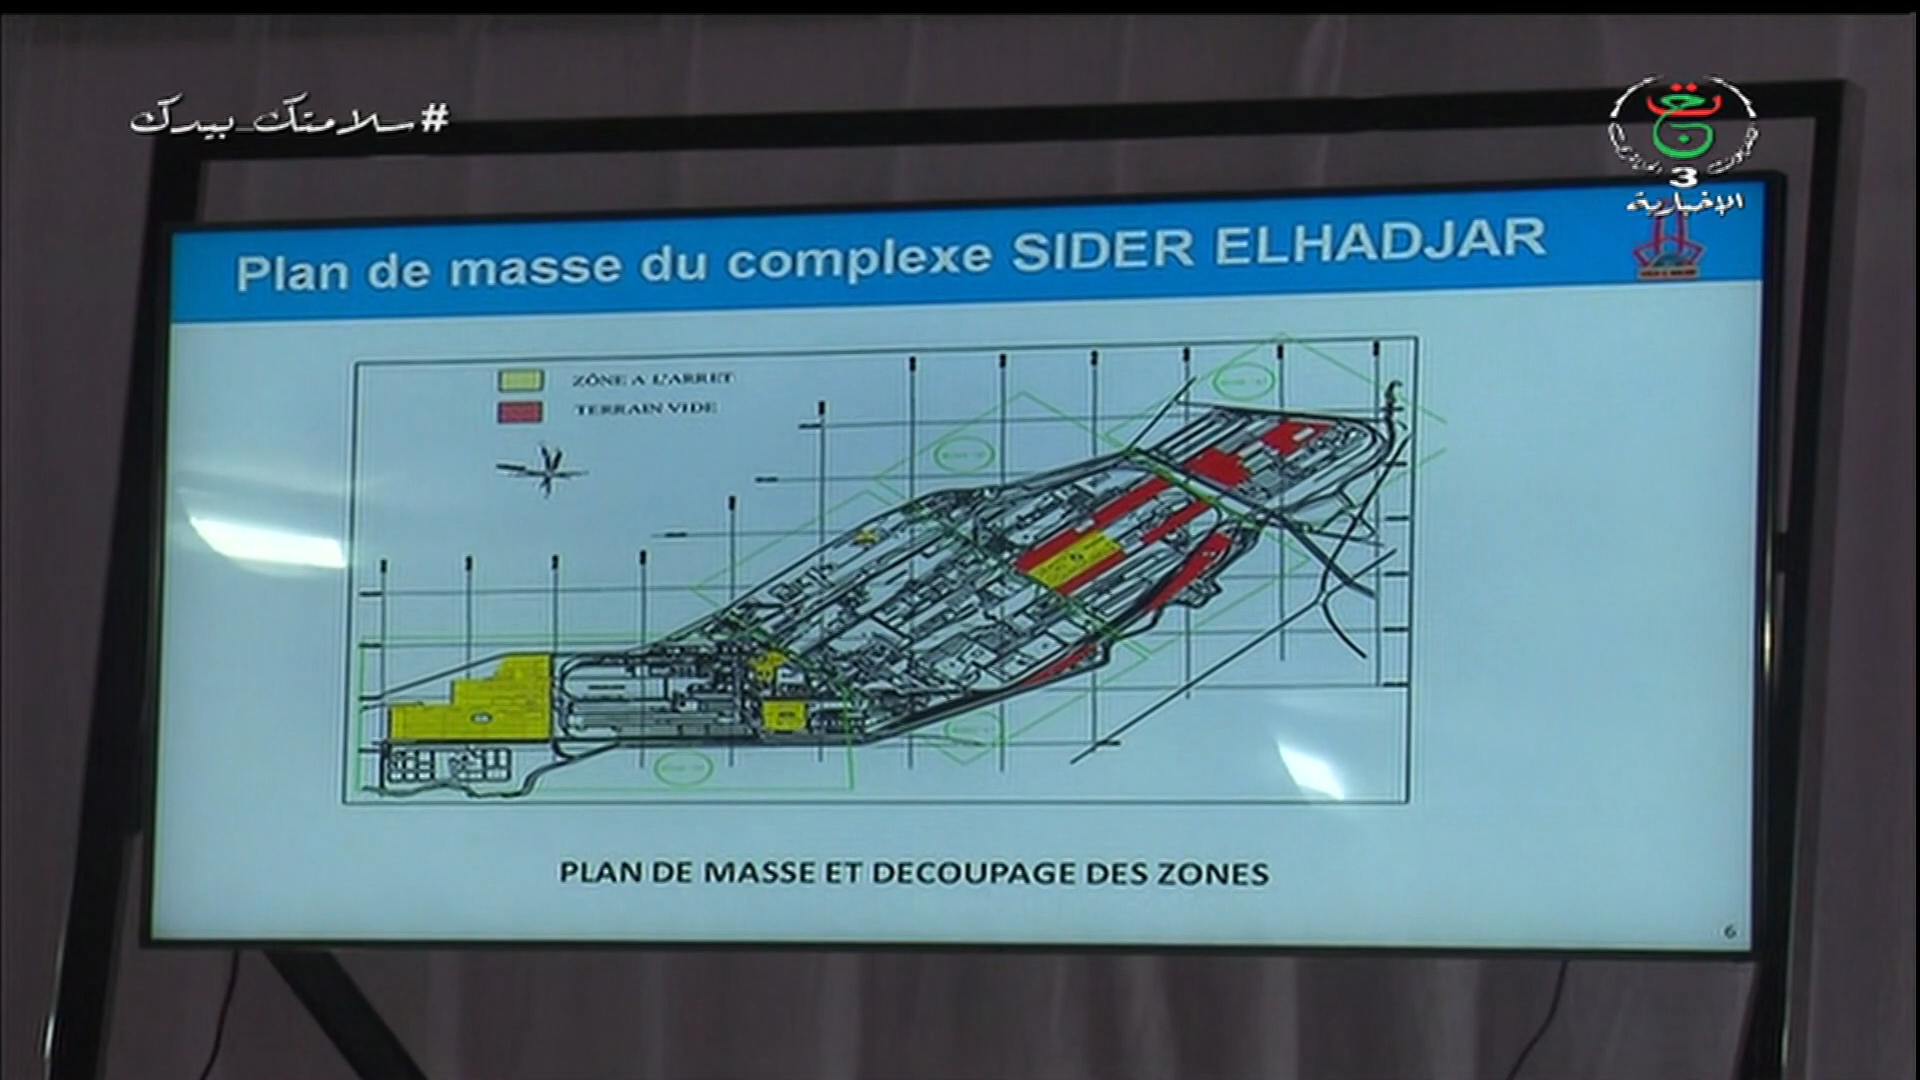 #سلامتك_بيدك
3
الإخبارية
Plan de masse du complexe SIDER ELHADJAR
ZÔNE A L'ARRET
TERRAIN VIDE
PLAN DE MASSE ET DECOUPAGE DES ZONES
6